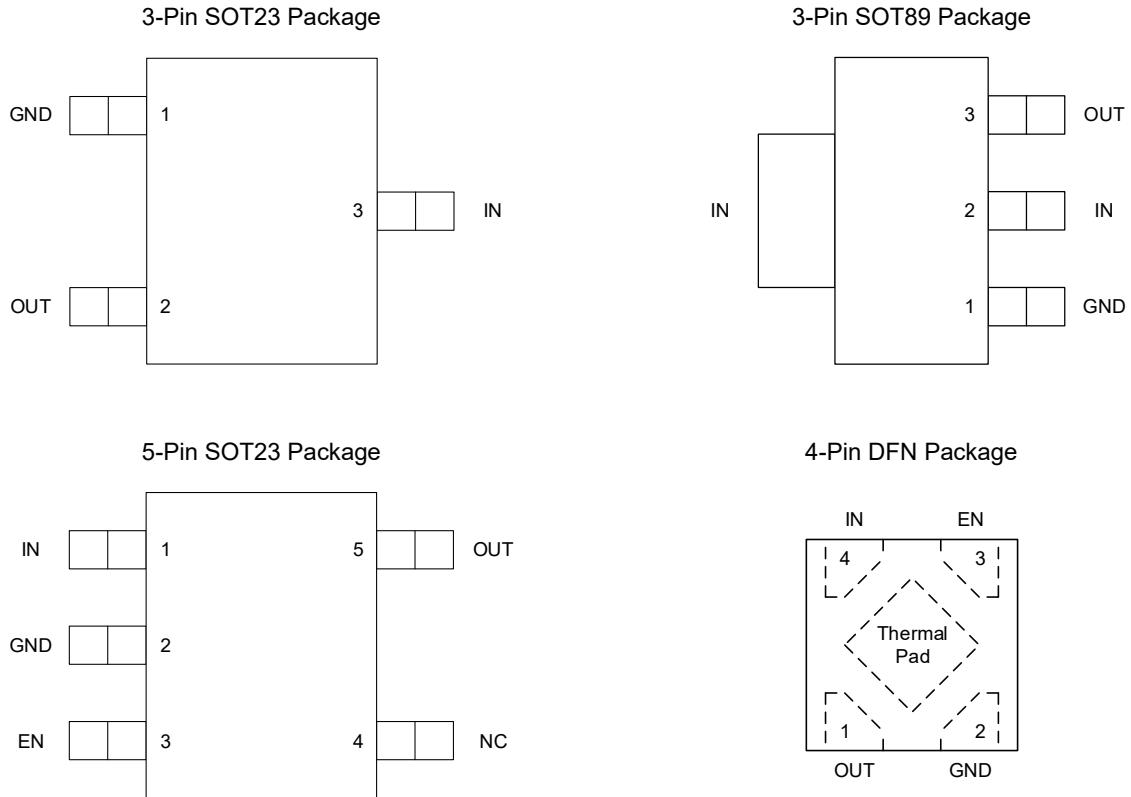 3-Pin SOT23 Package
GND
1
3
IN
OUT
2
3-Pin SOT89 Package
3
OUT
IN
2
IN
1
GND
5-Pin SOT23 Package
IN
1
5
OUT
GND
2
EN
3
4
NC
4-Pin DFN Package
IN
EN
4
3
Thermal
Pad
1
2
OUT
GND